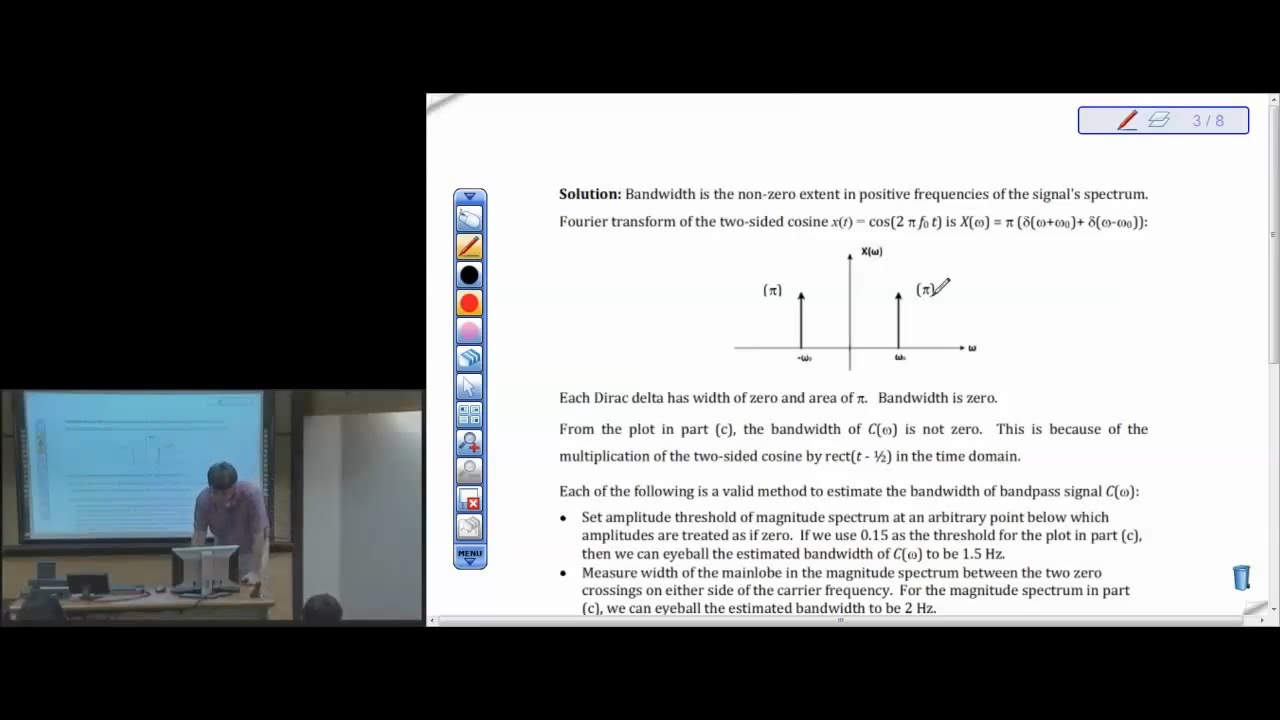 3 / 8
Solution: Bandwidth is the non-zero extent in positive frequencies of the signal's spectrum.
Fourier transform of the two-sided cosine x(t) = cos(2 π f₀ t) is X(ω) = π (δ(ω+ω₀)+ δ(ω-ω₀)):
X(ω)
(π) (π)
ω
-ω₀ ω₀
Each Dirac delta has width of zero and area of π. Bandwidth is zero.
From the plot in part (c), the bandwidth of C(ω) is not zero. This is because of the
multiplication of the two-sided cosine by rect(t - ½) in the time domain.
Each of the following is a valid method to estimate the bandwidth of bandpass signal C(ω):
• Set amplitude threshold of magnitude spectrum at an arbitrary point below which
amplitudes are treated as if zero. If we use 0.15 as the threshold for the plot in part (c),
then we can eyeball the estimated bandwidth of C(ω) to be 1.5 Hz.
• Measure width of the mainlobe in the magnitude spectrum between the two zero
crossings on either side of the carrier frequency. For the magnitude spectrum in part
(c), we can eyeball the estimated bandwidth to be 2 Hz.
MENU